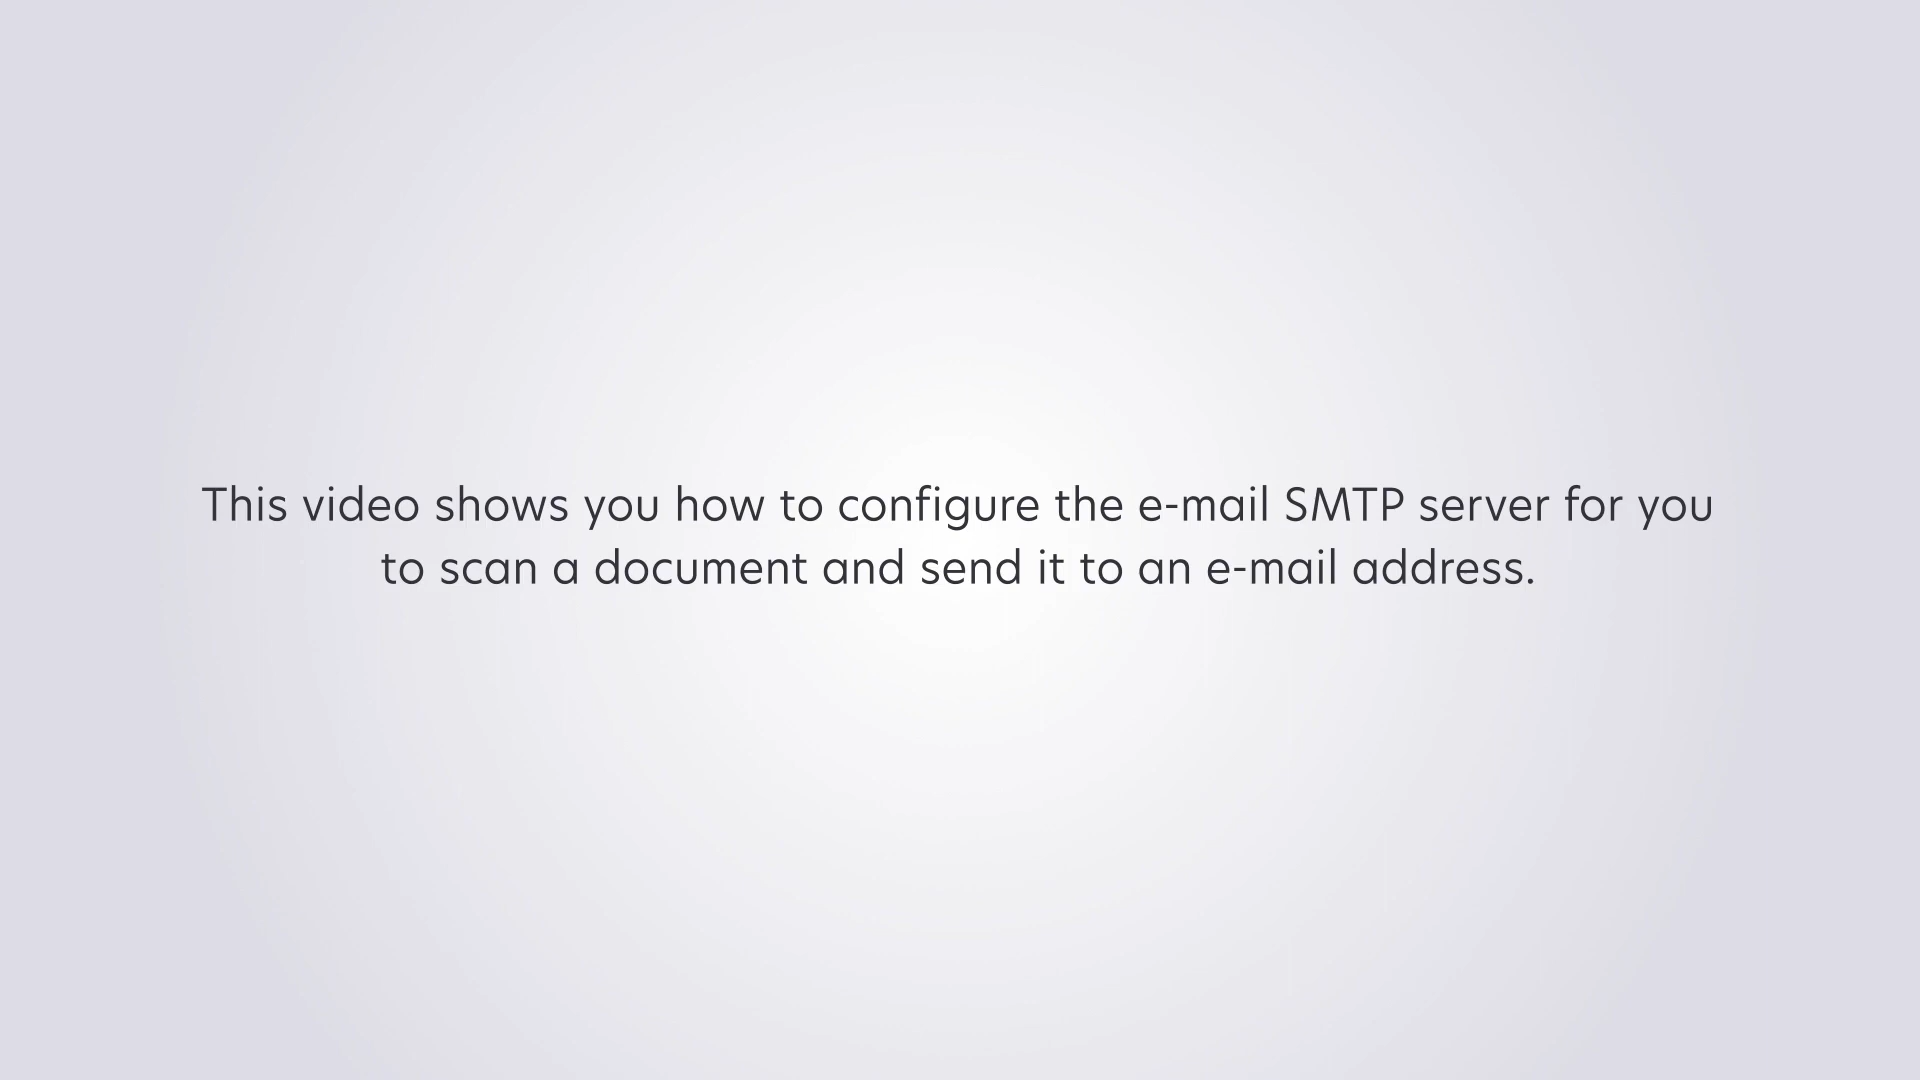 This video shows you how to configure the e-mail SMTP server for you
to scan a document and send it to an e-mail address.